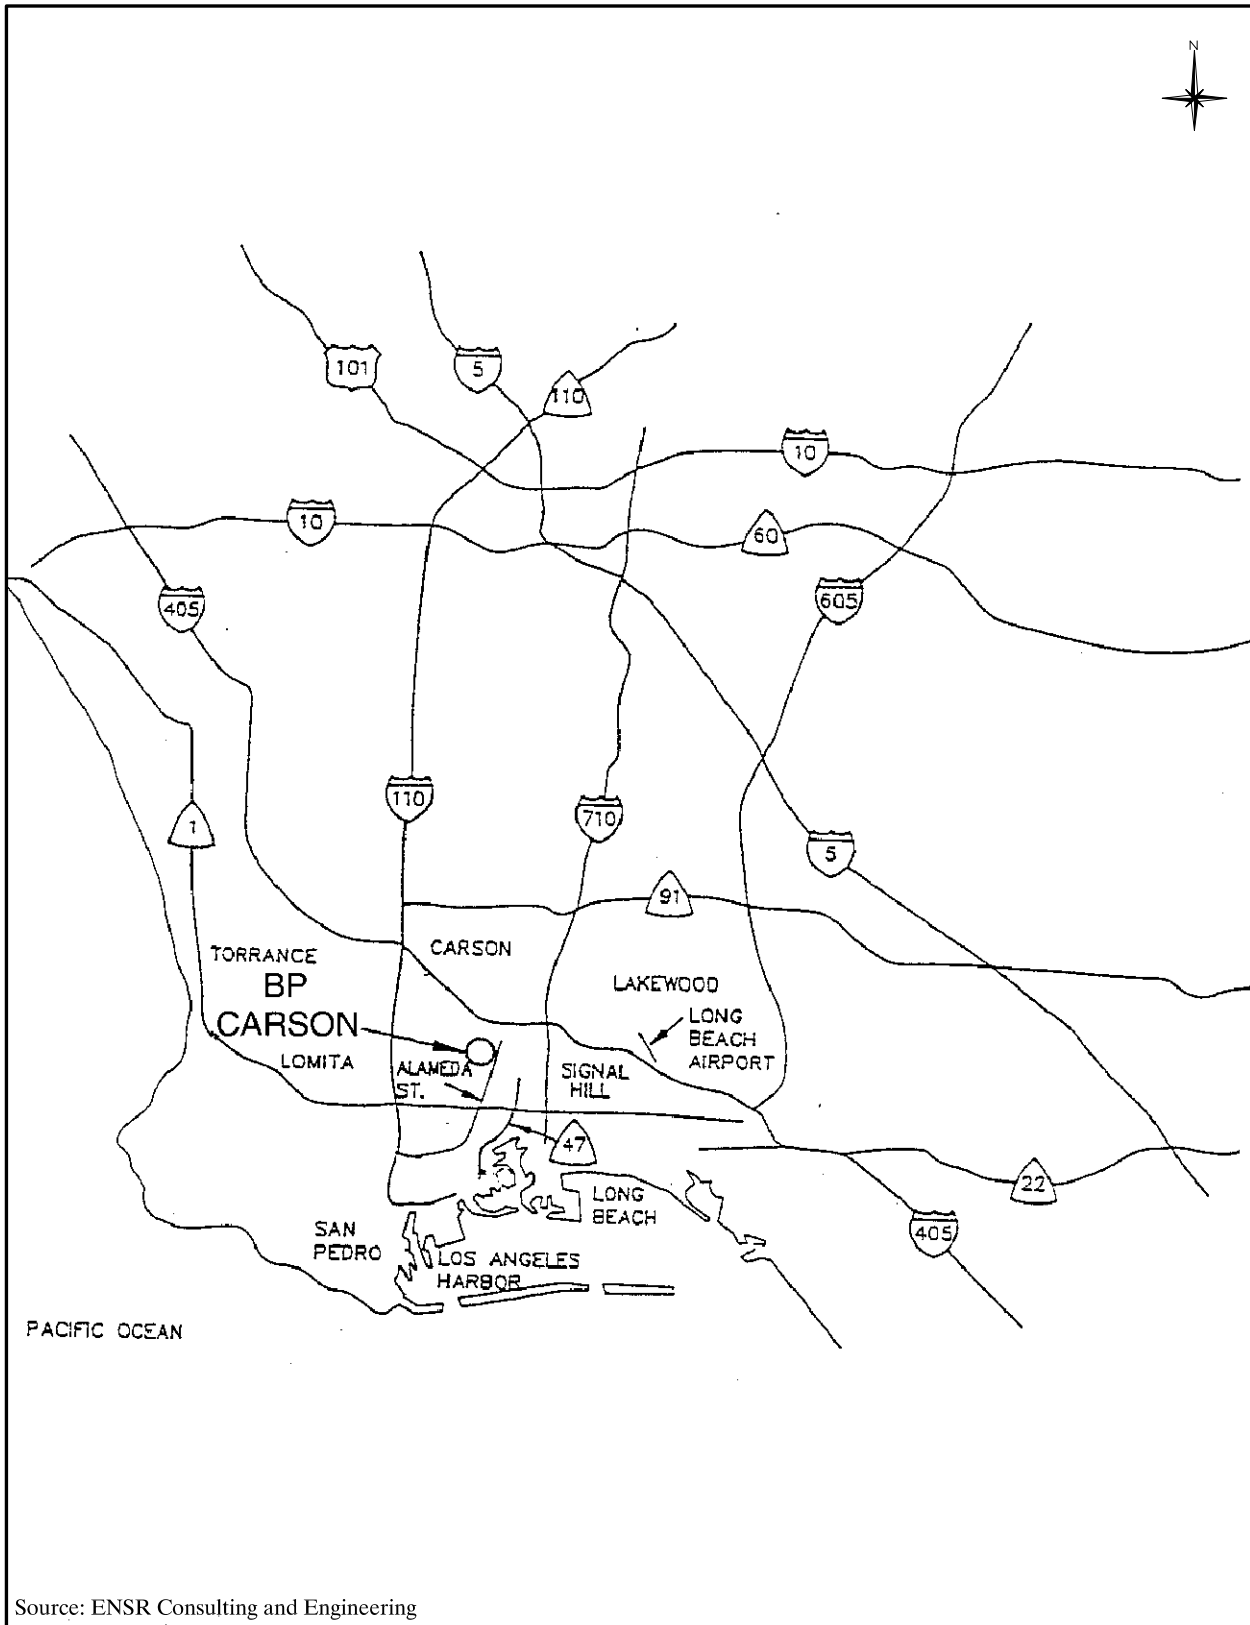 N
101
5
110
10
10
60
405
605
110
710
1
5
91
TORRANCE
CARSON
BP
CARSON
LAKEWOOD
LONG
BEACH
AIRPORT
LOMITA
ALAMEDA
ST.
SIGNAL
HILL
47
22
LONG
BEACH
405
SAN
PEDRO
LOS ANGELES
HARBOR
PACIFIC OCEAN
Source: ENSR Consulting and Engineering